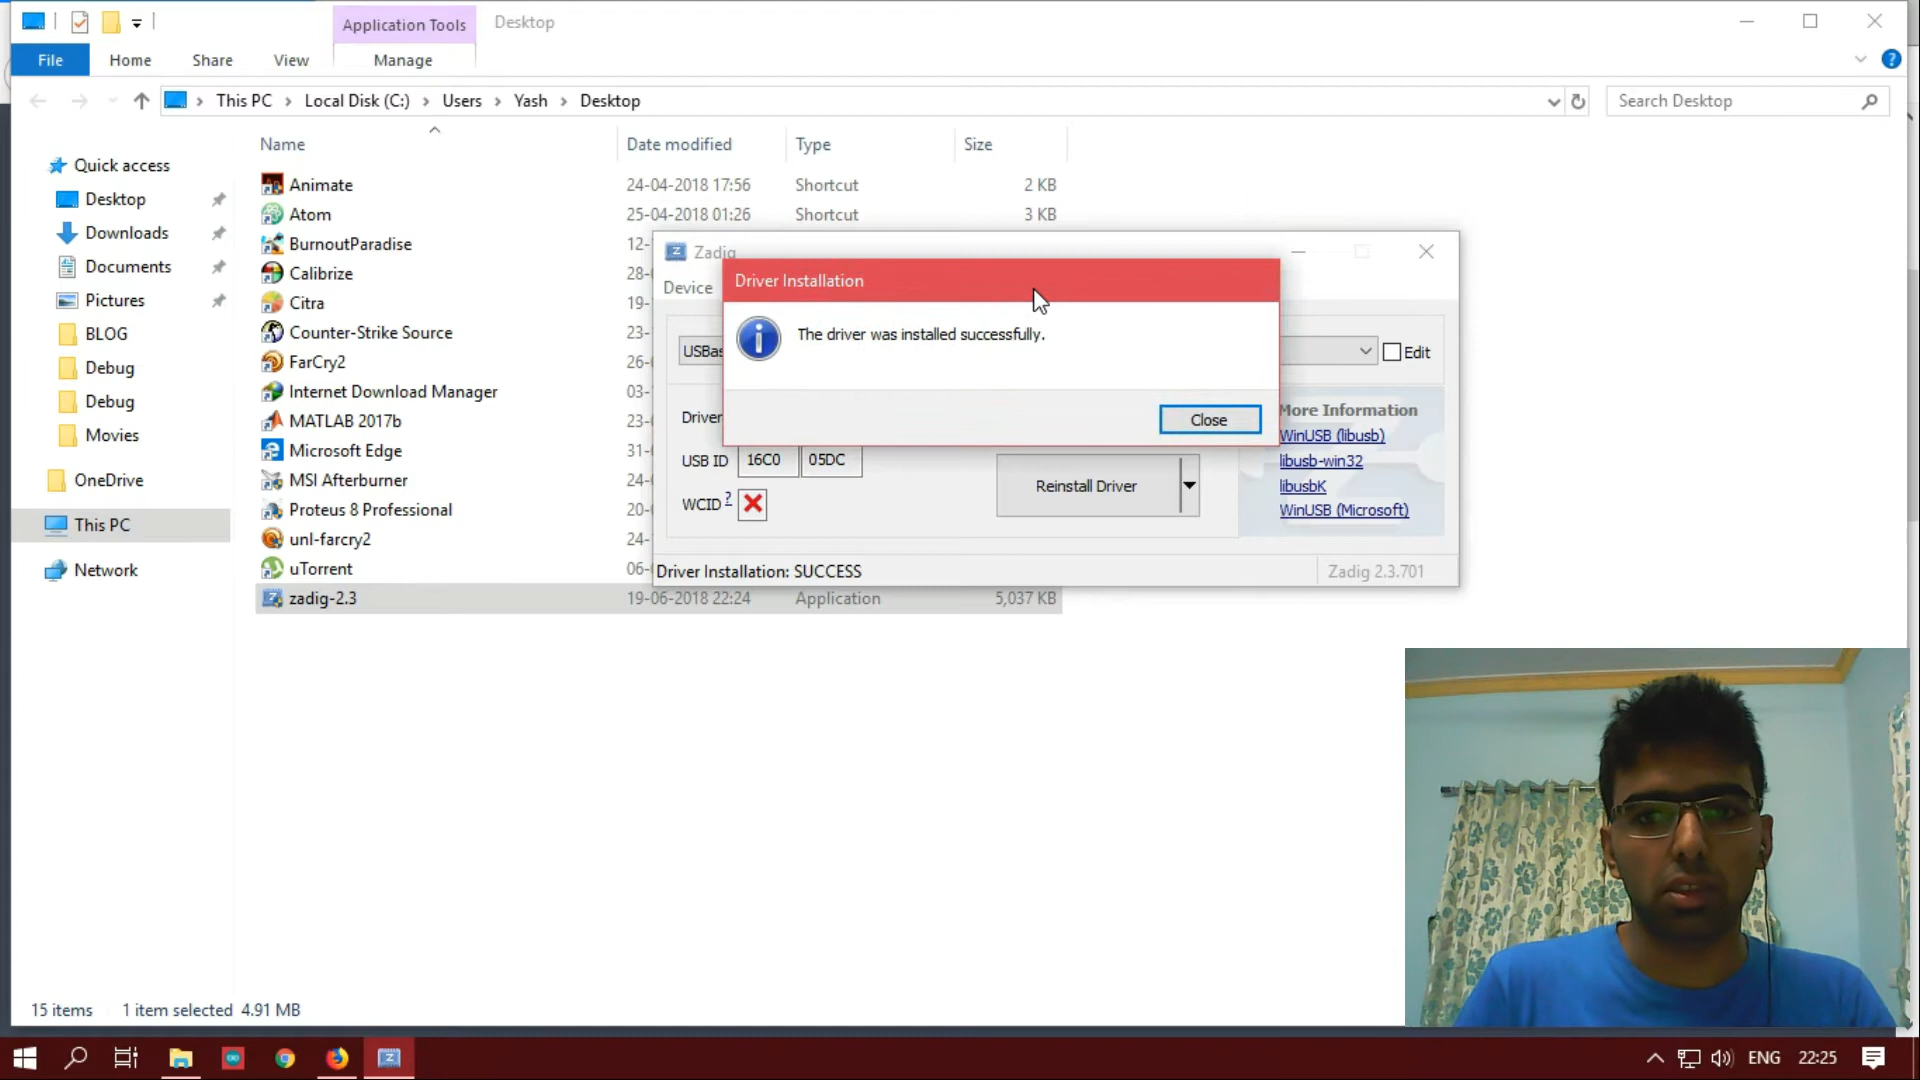 Application Tools
Desktop
File
Home
Share
View
Manage
This PC
Local Disk (C:)
Users
Yash
Desktop
Search Desktop
Name
Date modified
Type
Size
Quick access
Desktop
Downloads
Documents
Pictures
BLOG
Debug
Debug
Movies
OneDrive
This PC
Network
Animate
24-04-2018 17:56
Shortcut
2 KB
Atom
25-04-2018 01:26
Shortcut
3 KB
BurnoutParadise
12-
Calibrize
28-
Citra
19-
Counter-Strike Source
23-
FarCry2
26-
Internet Download Manager
03-
MATLAB 2017b
23-
Microsoft Edge
31-
MSI Afterburner
24-
Proteus 8 Professional
20-
unl-farcry2
24-
uTorrent
06-
zadig-2.3
19-06-2018 22:24
Application
5,037 KB
Zadig
Device
Driver Installation
The driver was installed successfully.
Close
USBas
Edit
Driver
USB ID
16C0
05DC
WCID ?
Reinstall Driver
More Information
WinUSB (libusb)
libusb-win32
libusbK
WinUSB (Microsoft)
Driver Installation: SUCCESS
Zadig 2.3.701
15 items
1 item selected 4.91 MB
ENG
22:25